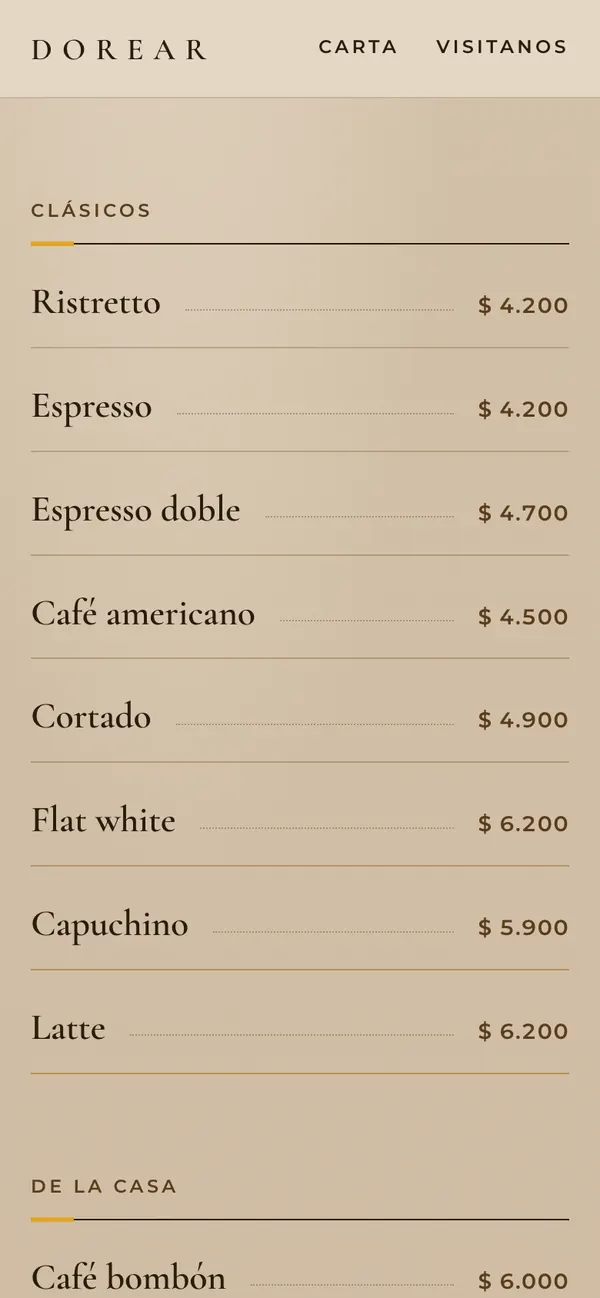 DOREAR CARTA VISITANOS
CLÁSICOS
Ristretto $ 4.200
Espresso $ 4.200
Espresso doble $ 4.700
Café americano $ 4.500
Cortado $ 4.900
Flat white $ 6.200
Capuchino $ 5.900
Latte $ 6.200
DE LA CASA
Café bombón $ 6.000